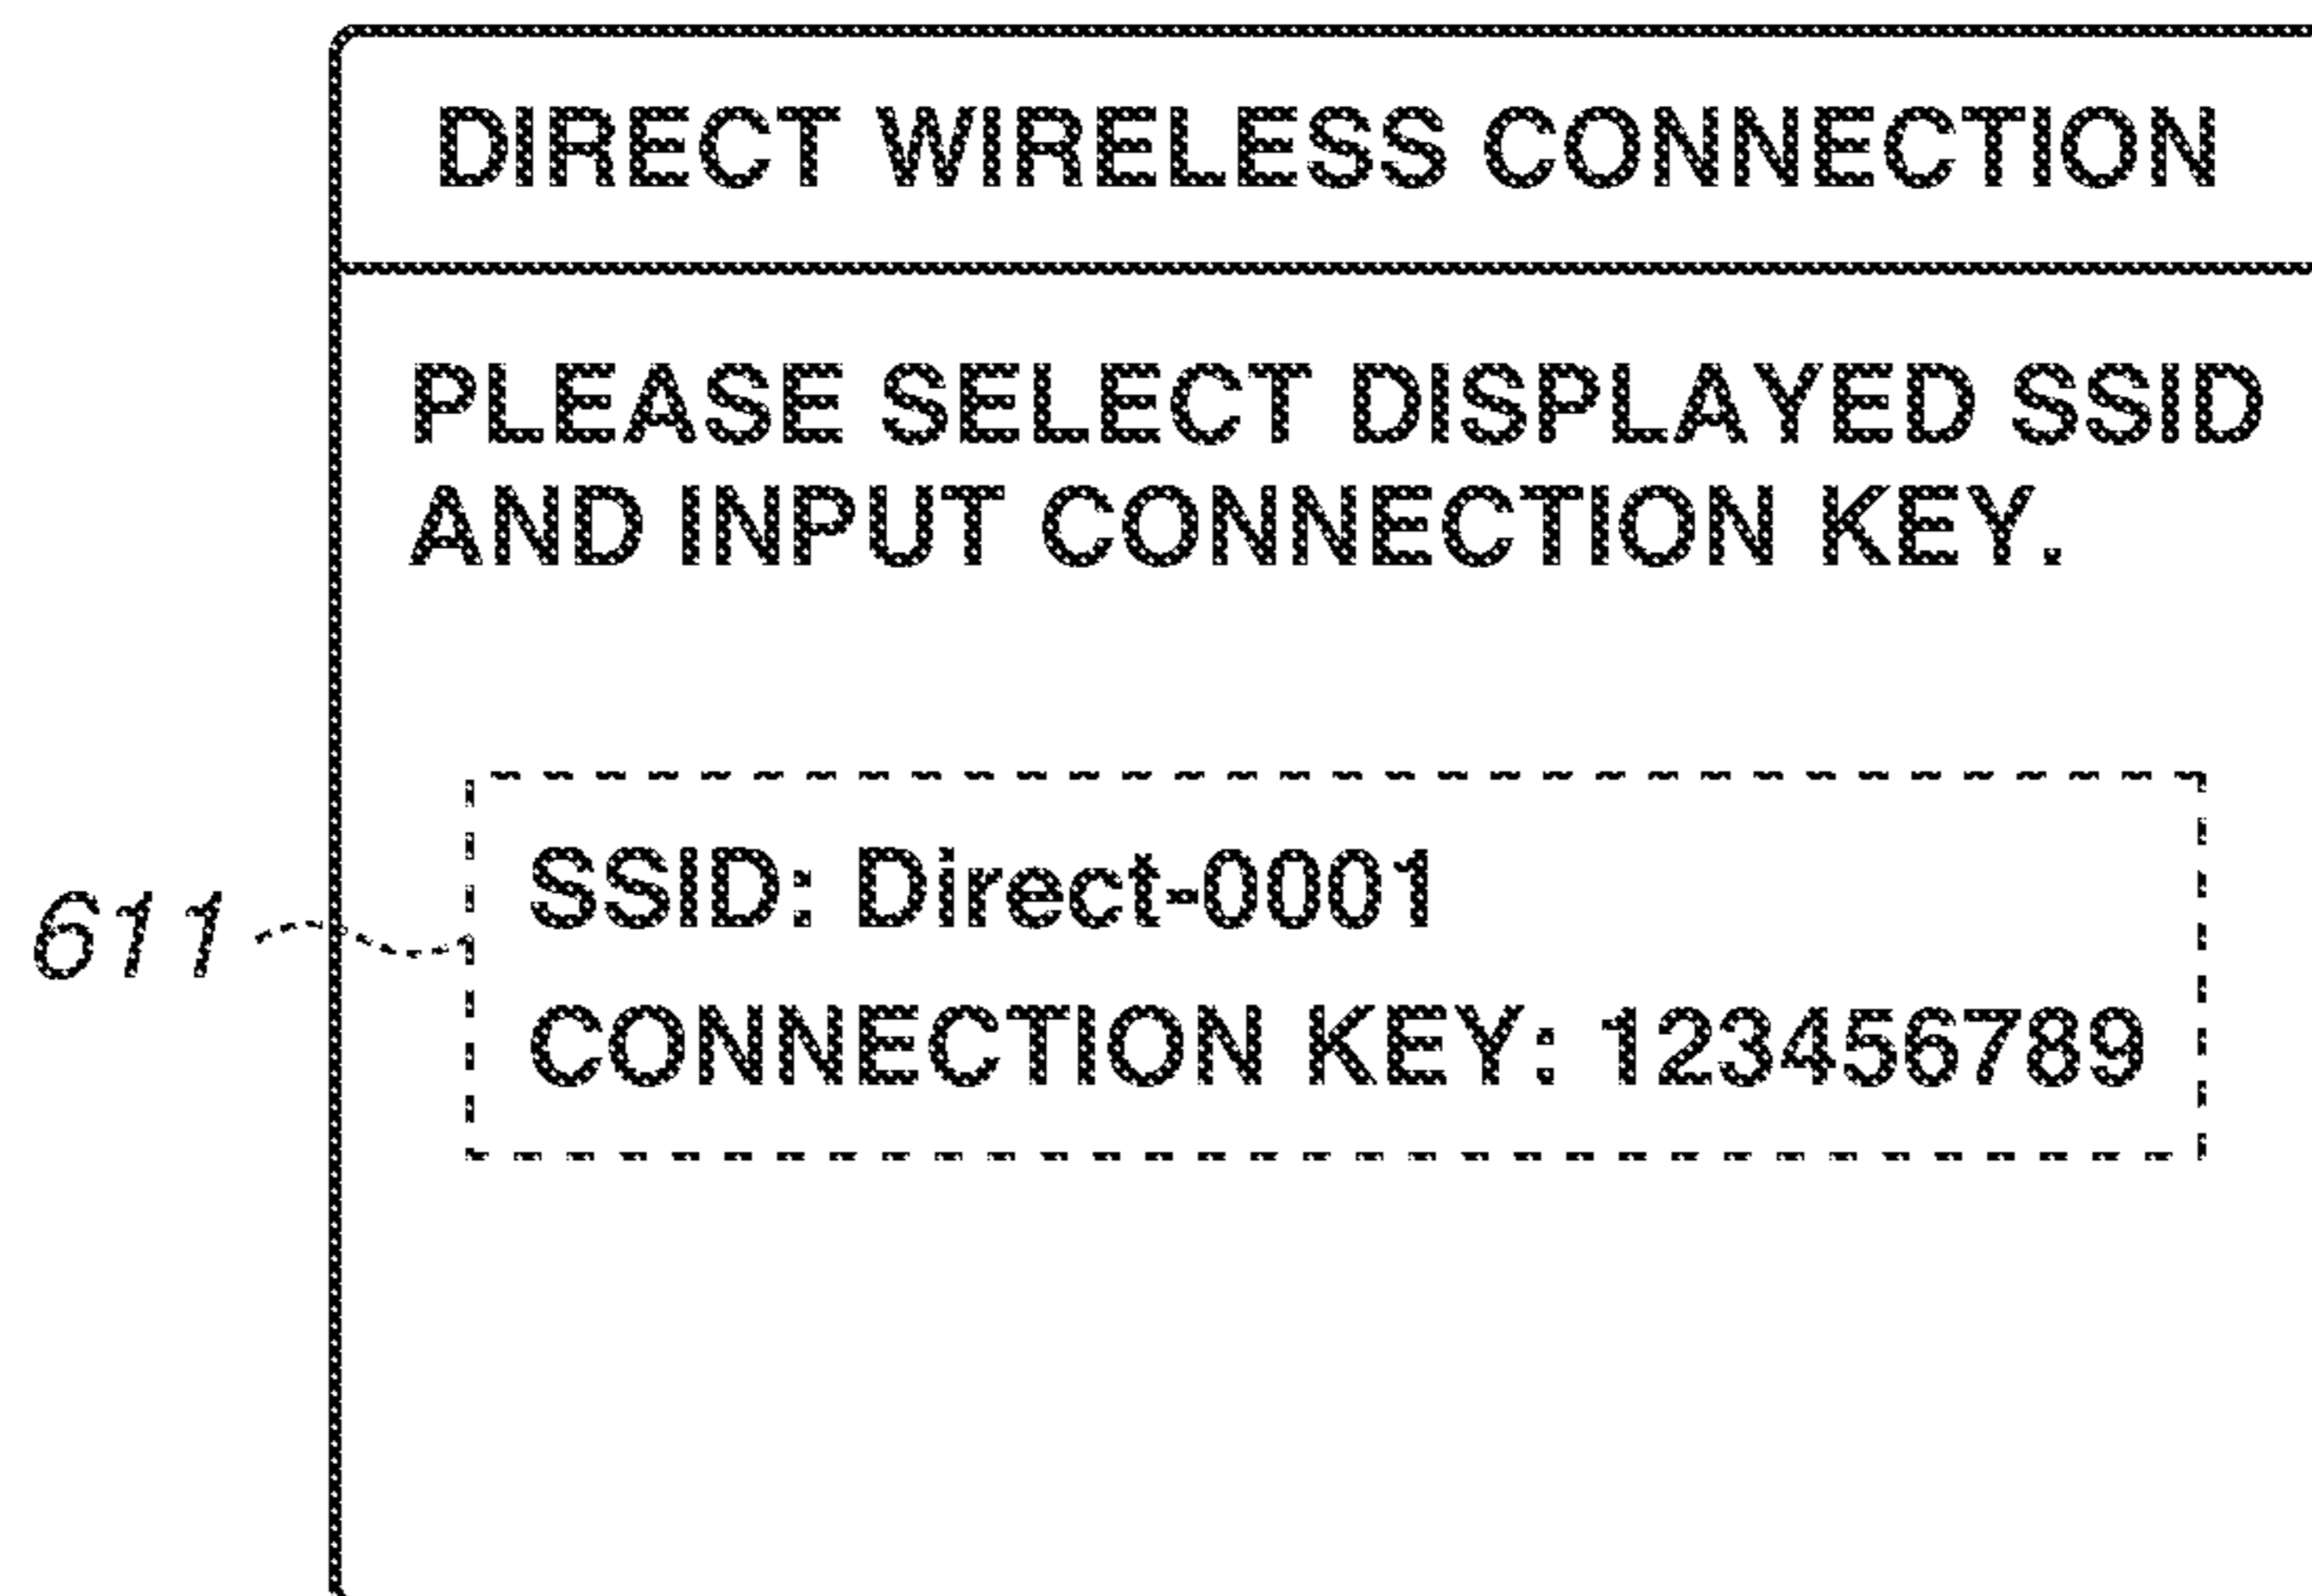 DIRECT WIRELESS CONNECTION
PLEASE SELECT DISPLAYED SSID
AND INPUT CONNECTION KEY.
SSID: Direct-0001
611
CONNECTION KEY: 123456789